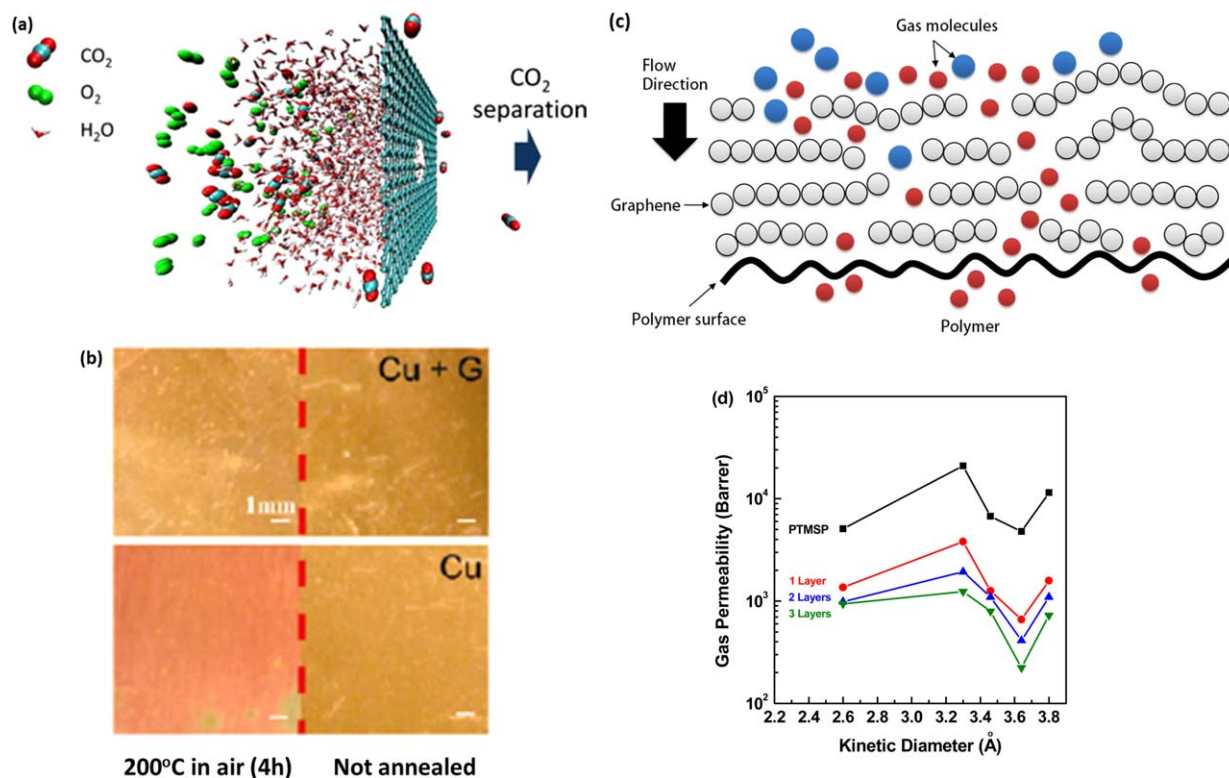 (a)
CO2
O2
H2O
CO2
separation
(c)
Gas molecules
Flow
Direction
Graphene
Polymer surface
Polymer
(b)
Cu + G
1mm
Cu
200°C in air (4h)
Not annealed
(d)
Gas Permeability (Barrer)
10^5
10^4
10^3
10^2
PTMSP
1 Layer
2 Layers
3 Layers
2.2 2.4 2.6 2.8 3.0 3.2 3.4 3.6 3.8
Kinetic Diameter (Å)